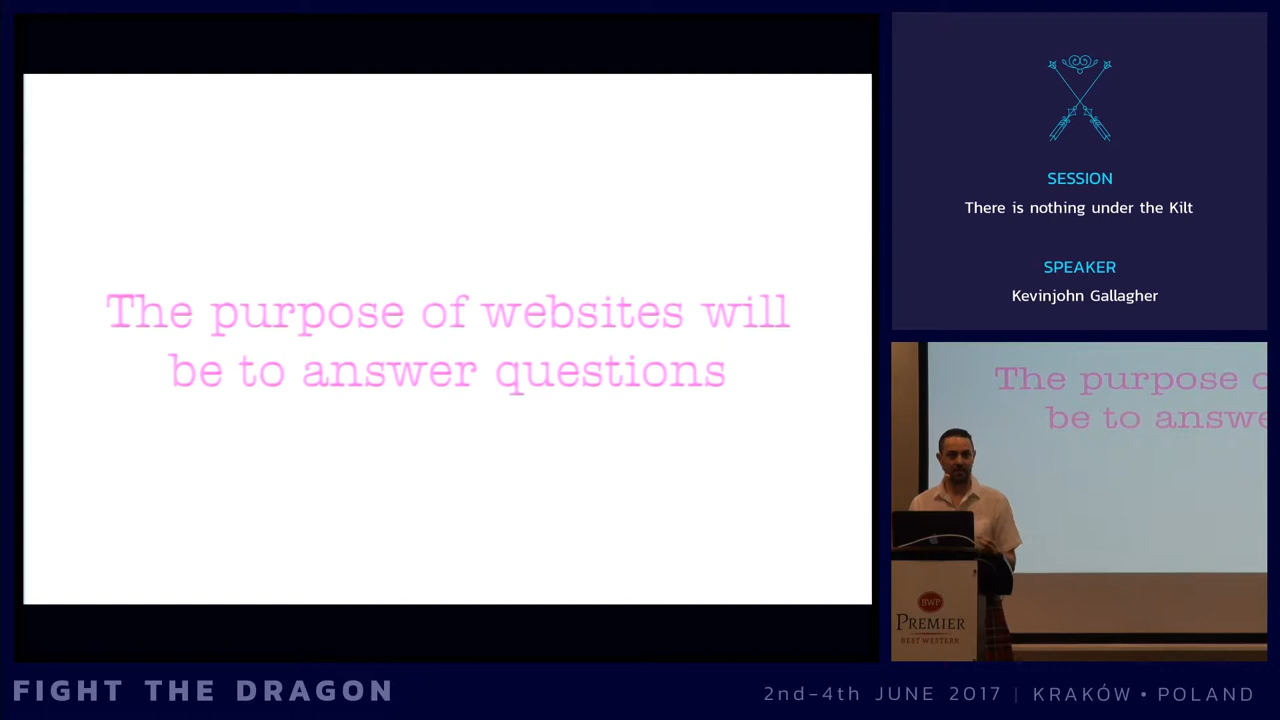 The purpose of websites will
be to answer questions
SESSION
There is nothing under the Kilt
SPEAKER
Kevinjohn Gallagher
The purpose o
be to answe
BWP
PREMIER
BEST WESTERN
FIGHT THE DRAGON
2nd-4th JUNE 2017 | KRAKÓW • POLAND